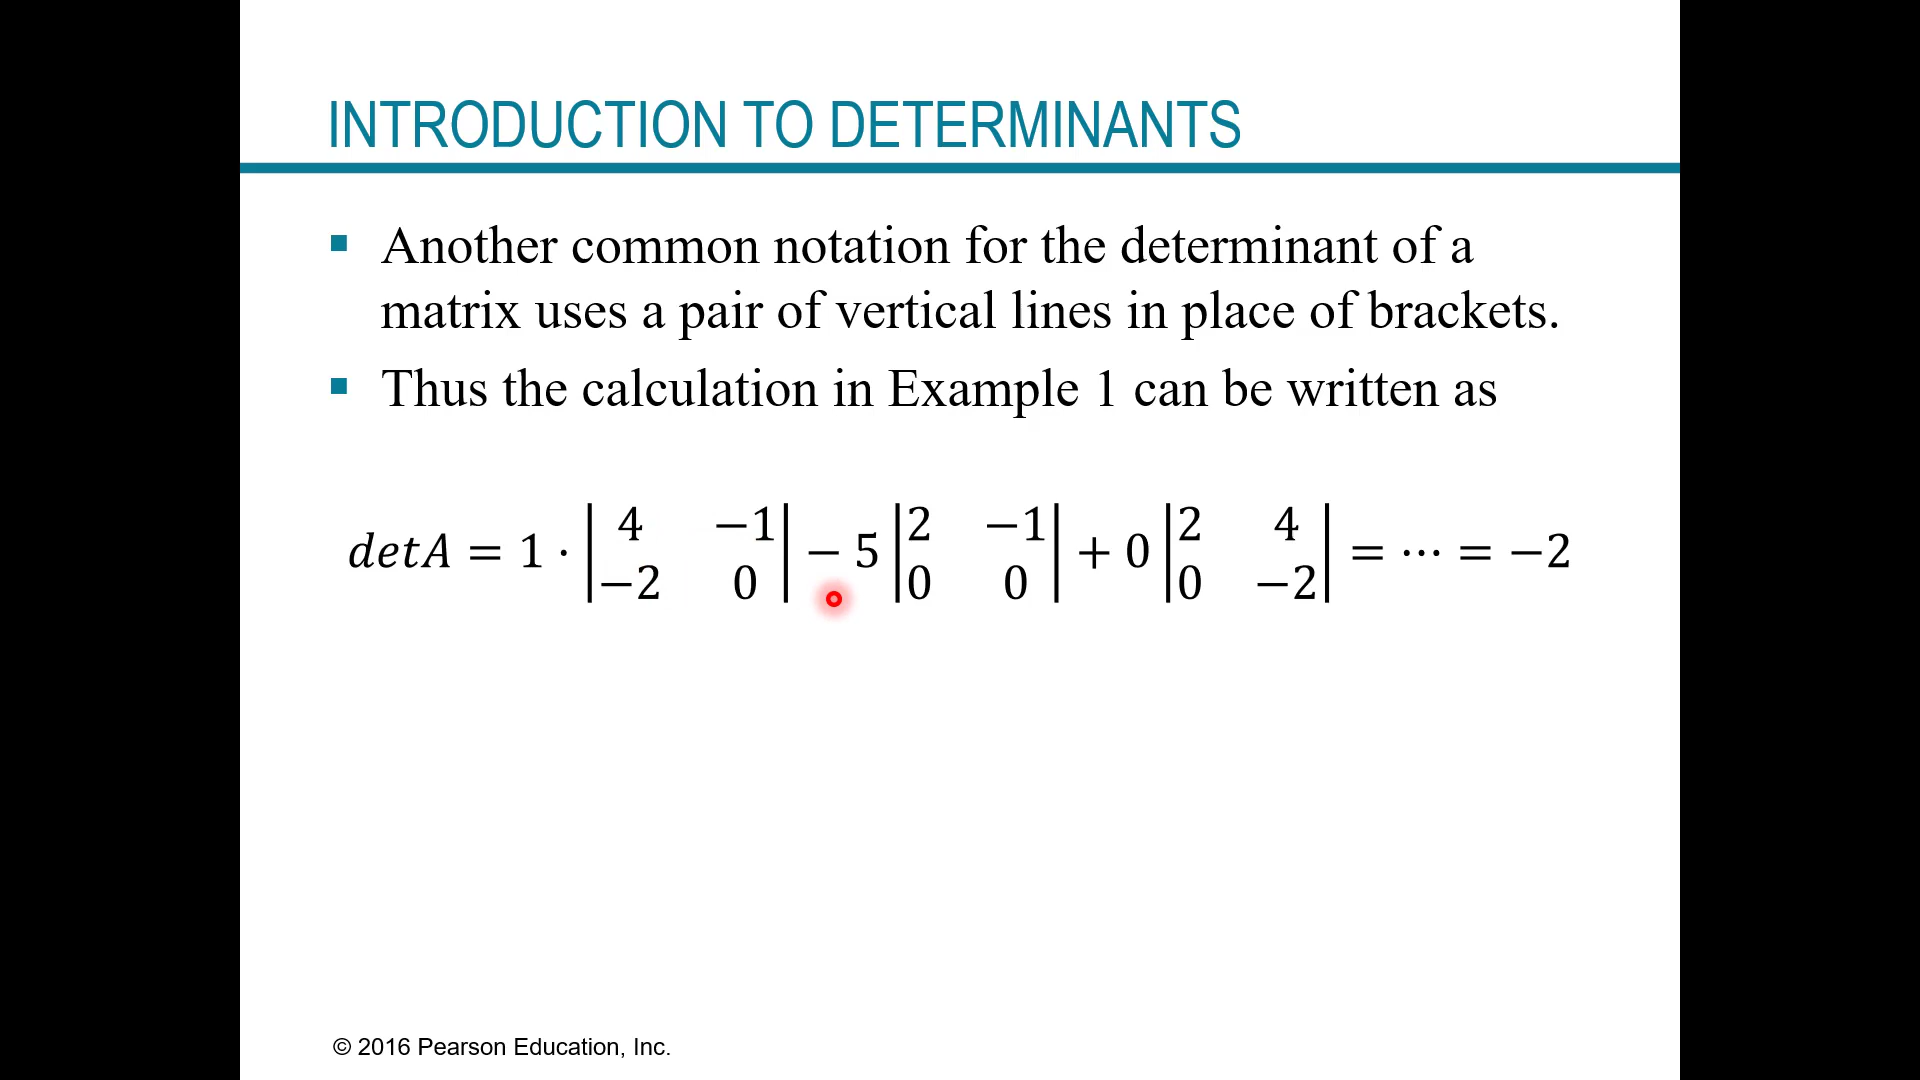 INTRODUCTION TO DETERMINANTS
▪ Another common notation for the determinant of a
matrix uses a pair of vertical lines in place of brackets.
▪ Thus the calculation in Example 1 can be written as
detA = 1 · |4 −1; −2 0| − 5 |2 −1; 0 0| + 0 |2 4; 0 −2| = ⋯ = −2
© 2016 Pearson Education, Inc.